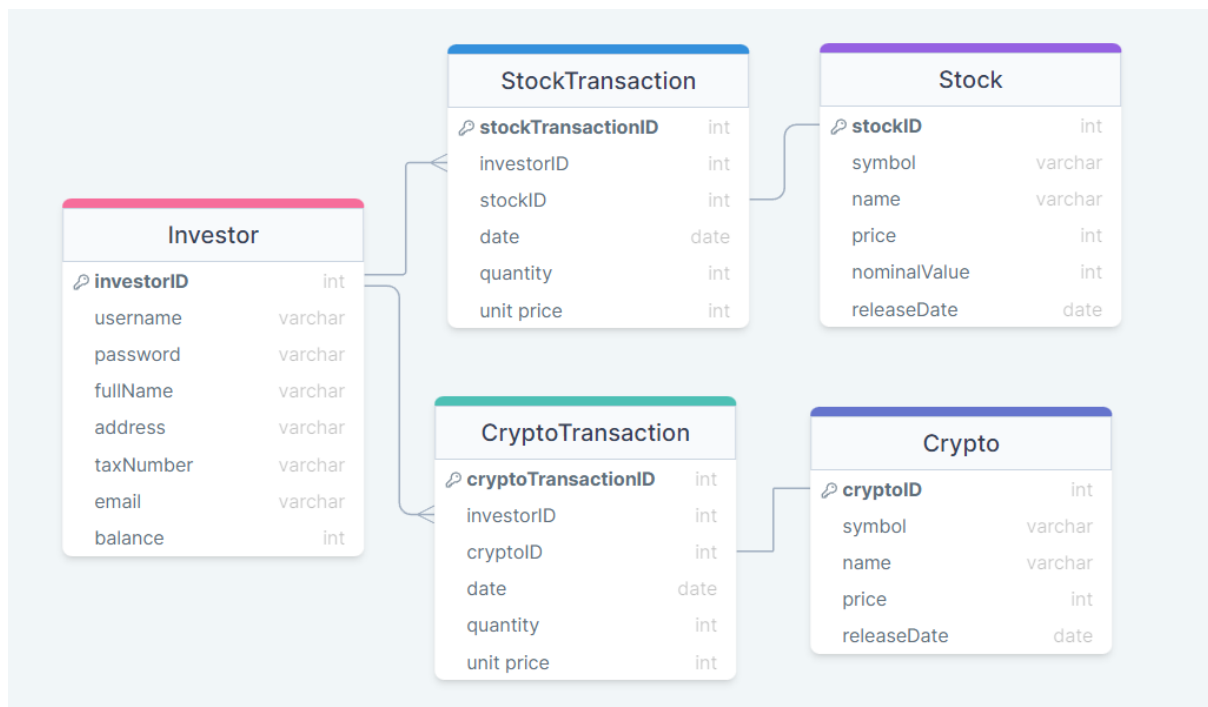 StockTransaction
stockTransactionID int
investorID int
stockID int
date date
quantity int
unit price int
Stock
stockID int
symbol varchar
name varchar
price int
nominalValue int
releaseDate date
Investor
investorID int
username varchar
password varchar
fullName varchar
address varchar
taxNumber varchar
email varchar
balance int
CryptoTransaction
cryptoTransactionID int
investorID int
cryptoID int
date date
quantity int
unit price int
Crypto
cryptoID int
symbol varchar
name varchar
price int
releaseDate date